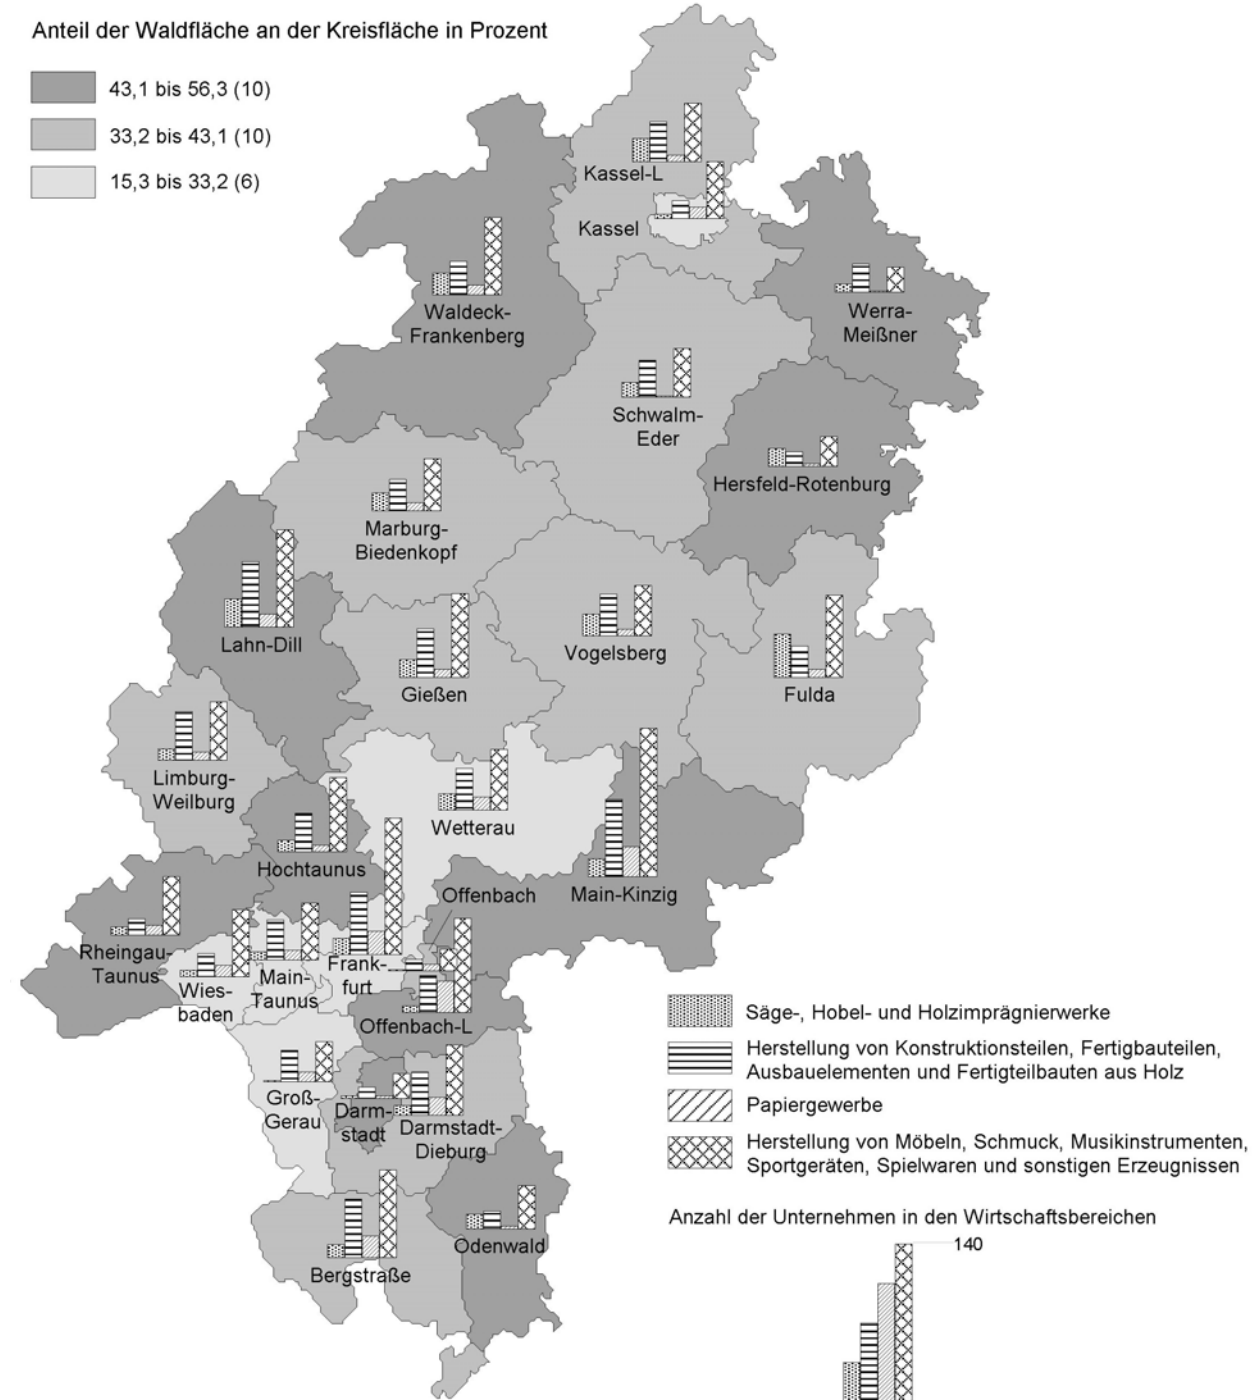 Anteil der Waldfläche an der Kreisfläche in Prozent
43,1 bis 56,3 (10)
33,2 bis 43,1 (10)
15,3 bis 33,2 (6)
Kassel-L
Kassel
Waldeck-
Frankenberg
Werra-
Meißner
Schwalm-
Eder
Hersfeld-Rotenburg
Marburg-
Biedenkopf
Lahn-Dill
Vogelsberg
Gießen
Fulda
Limburg-
Weilburg
Wetterau
Hochtaunus
Offenbach
Main-Kinzig
Rheingau-
Taunus
Wies-
baden
Main-
Taunus
Frank-
furt
Offenbach-L
Groß-
Gerau
Darm-
stadt
Darmstadt-
Dieburg
Odenwald
Bergstraße
Säge-, Hobel- und Holzimprägnierwerke
Herstellung von Konstruktionsteilen, Fertigbauteilen,
Ausbauelementen und Fertigteilbauten aus Holz
Papiergewerbe
Herstellung von Möbeln, Schmuck, Musikinstrumenten,
Sportgeräten, Spielwaren und sonstigen Erzeugnissen
Anzahl der Unternehmen in den Wirtschaftsbereichen
140